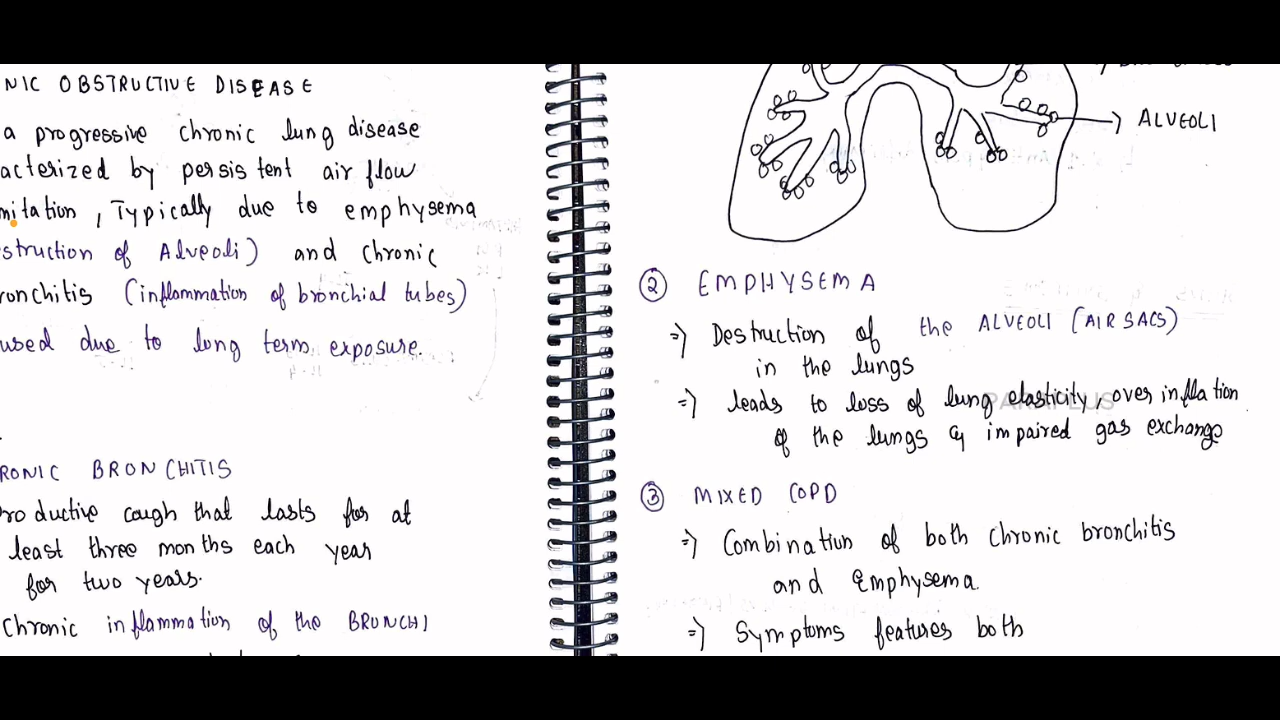 NIC OBSTRUCTIVE DISEASE
a progressive chronic lung disease
acterized by persistent air flow
mitation, Typically due to emphysema
struction of Alveoli) and chronic
ronchitis (inflammation of bronchial tubes)
used due to long term exposure.
RONIC BRONCHITIS
roductive cough that lasts for at
least three months each year
for two years.
Chronic inflammation of the BRONCHI
ALVEOLI
② EMPHYSEMA
⇒ Destruction of the ALVEOLI (AIR SACS)
in the lungs
⇒ leads to loss of lung elasticity, over inflation
of the lungs & impaired gas exchange
PARAPLUS
③ MIXED COPD
⇒ Combination of both chronic bronchitis
and Emphysema.
⇒ Symptoms features both